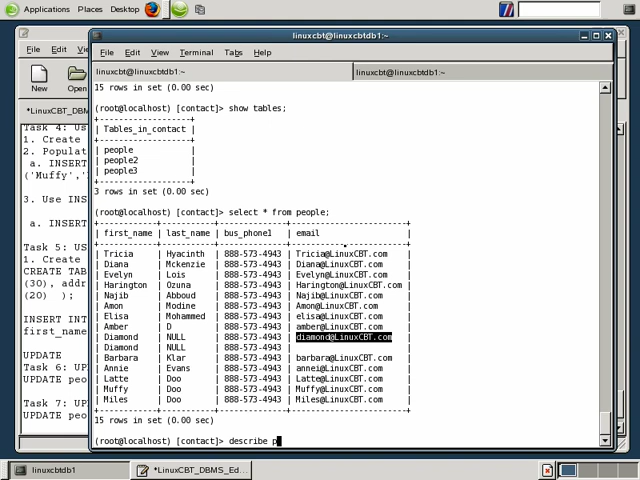 Applications Places Desktop
linuxcbt@linuxcbtdb1:~
File Edit View Terminal Tabs Help
linuxcbt@linuxcbtdb1:~ linuxcbt@linuxcbtdb1:~
15 rows in set (0.00 sec)
(root@localhost) [contact]> show tables;
+-------------------+
| Tables_in_contact |
+-------------------+
| people |
| people2 |
| people3 |
+-------------------+
3 rows in set (0.00 sec)
(root@localhost) [contact]> select * from people;
| first_name | last_name | bus_phone1 | email |
| Tricia | Hyacinth | 888-573-4943 | Tricia@LinuxCBT.com |
| Diana | Mckenzie | 888-573-4943 | Diana@LinuxCBT.com |
| Evelyn | Lois | 888-573-4943 | Evelyn@LinuxCBT.com |
| Harington | Ozuna | 888-573-4943 | Harington@LinuxCBT.com |
| Najib | Abboud | 888-573-4943 | Najib@LinuxCBT.com |
| Amon | Modine | 888-573-4943 | Amon@LinuxCBT.com |
| Elisa | Mohammed | 888-573-4943 | elisa@LinuxCBT.com |
| Amber | D | 888-573-4943 | amber@LinuxCBT.com |
| Diamond | NULL | 888-573-4943 | diamond@LinuxCBT.com |
| Diamond | NULL | 888-573-4943 | |
| Barbara | Klar | 888-573-4943 | barbara@LinuxCBT.com |
| Annie | Evans | 888-573-4943 | annei@LinuxCBT.com |
| Latte | Doo | 888-573-4943 | Latte@LinuxCBT.com |
| Muffy | Doo | 888-573-4943 | Muffy@LinuxCBT.com |
| Miles | Doo | 888-573-4943 | Miles@LinuxCBT.com |
15 rows in set (0.00 sec)
(root@localhost) [contact]> describe p
File Edit
New Open
*LinuxCBT_DBM
Task 4: US
1. Create
2. Populat
a. INSERT
('Muffy','
3. Use INS
a. INSERT
Task 5: US
1. Create
CREATE TAB
(30), addr
(20) );
INSERT INT
first_name
UPDATE
Task 6: UP
UPDATE peo
Task 7: UP
UPDATE peo
linuxcbtdb1 *LinuxCBT_DBMS_Ed...